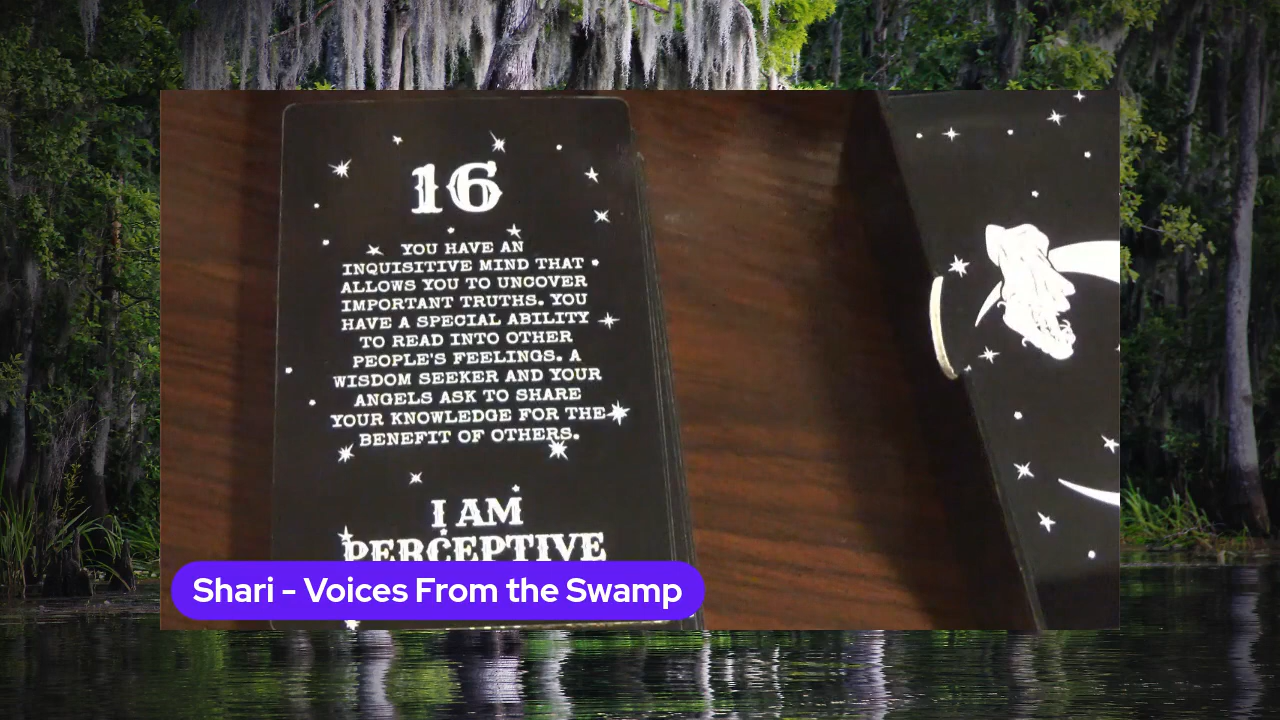 16
YOU HAVE AN
INQUISITIVE MIND THAT
ALLOWS YOU TO UNCOVER
IMPORTANT TRUTHS. YOU
HAVE A SPECIAL ABILITY
TO READ INTO OTHER
PEOPLE'S FEELINGS. A
WISDOM SEEKER AND YOUR
ANGELS ASK TO SHARE
YOUR KNOWLEDGE FOR THE
BENEFIT OF OTHERS.
I AM
PERCEPTIVE
Shari - Voices From the Swamp